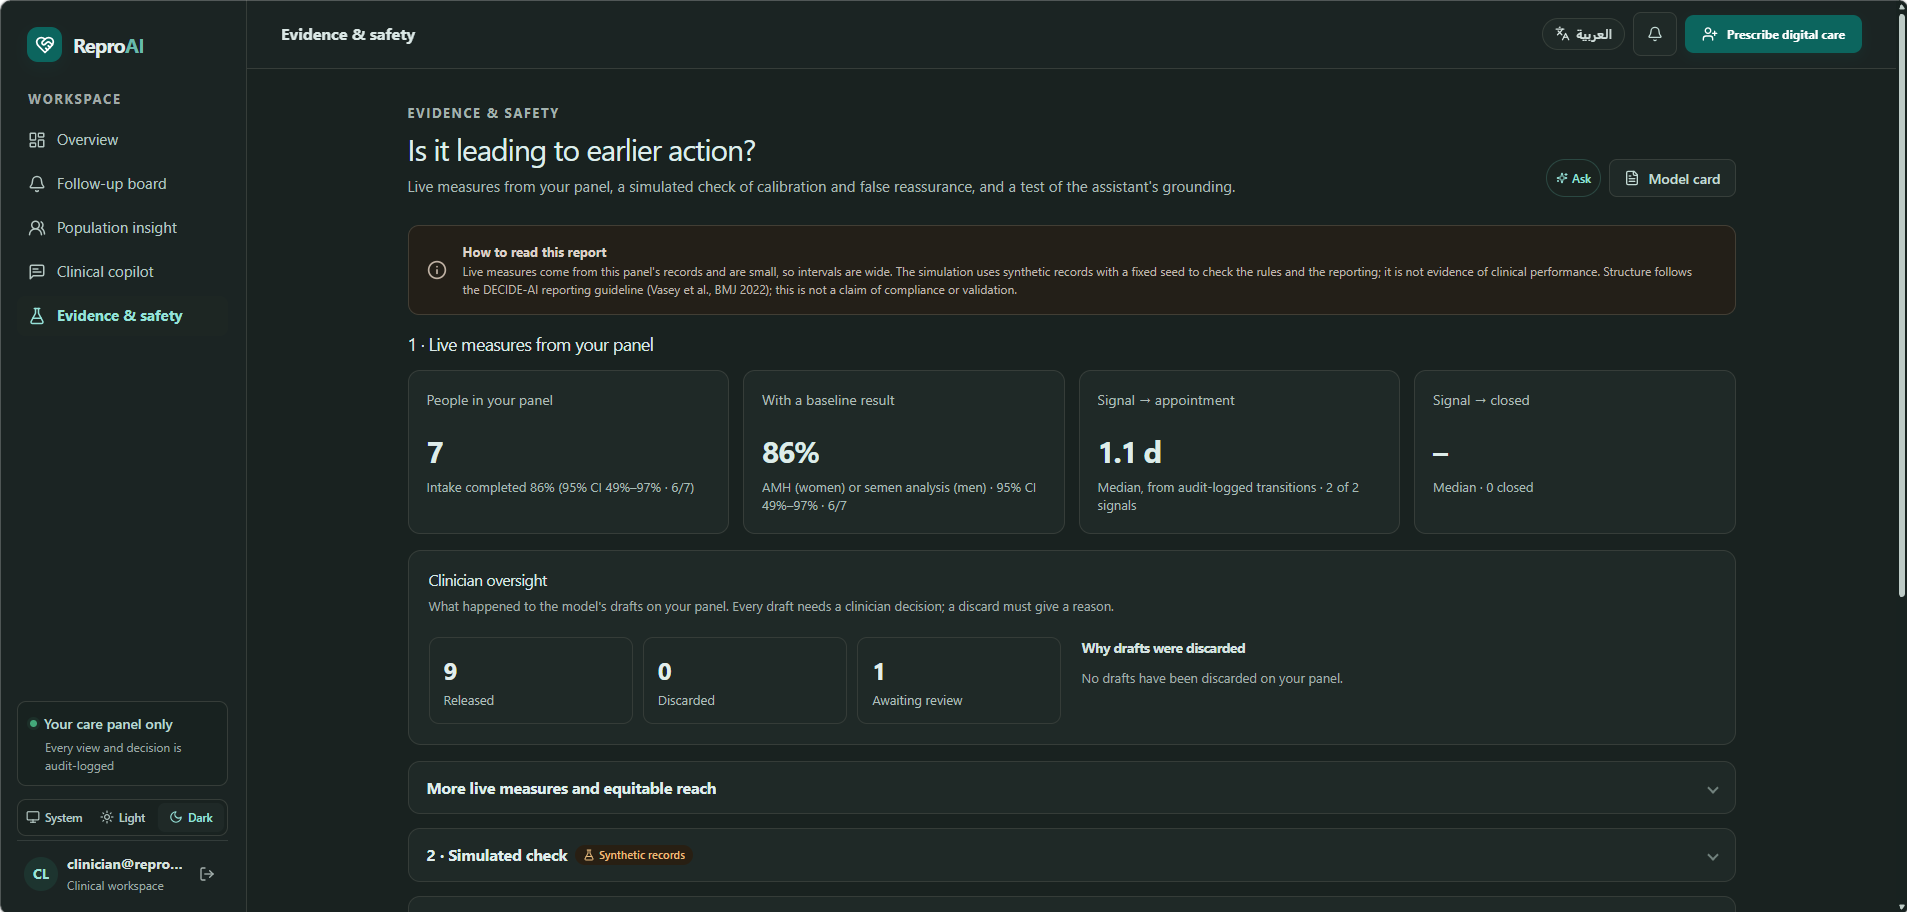 ReproAI
WORKSPACE
Overview
Follow-up board
Population insight
Clinical copilot
Evidence & safety
Your care panel only
Every view and decision is
audit-logged
System
Light
Dark
CL
clinician@repro...
Clinical workspace
Evidence & safety
العربية
Prescribe digital care
EVIDENCE & SAFETY
Is it leading to earlier action?
Live measures from your panel, a simulated check of calibration and false reassurance, and a test of the assistant's grounding.
Ask
Model card
How to read this report
Live measures come from this panel's records and are small, so intervals are wide. The simulation uses synthetic records with a fixed seed to check the rules and the reporting; it is not evidence of clinical performance. Structure follows
the DECIDE-AI reporting guideline (Vasey et al., BMJ 2022); this is not a claim of compliance or validation.
1 · Live measures from your panel
People in your panel
7
Intake completed 86% (95% CI 49%–97% · 6/7)
With a baseline result
86%
AMH (women) or semen analysis (men) · 95% CI
49%–97% · 6/7
Signal → appointment
1.1 d
Median, from audit-logged transitions · 2 of 2
signals
Signal → closed
–
Median · 0 closed
Clinician oversight
What happened to the model's drafts on your panel. Every draft needs a clinician decision; a discard must give a reason.
9
Released
0
Discarded
1
Awaiting review
Why drafts were discarded
No drafts have been discarded on your panel.
More live measures and equitable reach
2 · Simulated check
Synthetic records